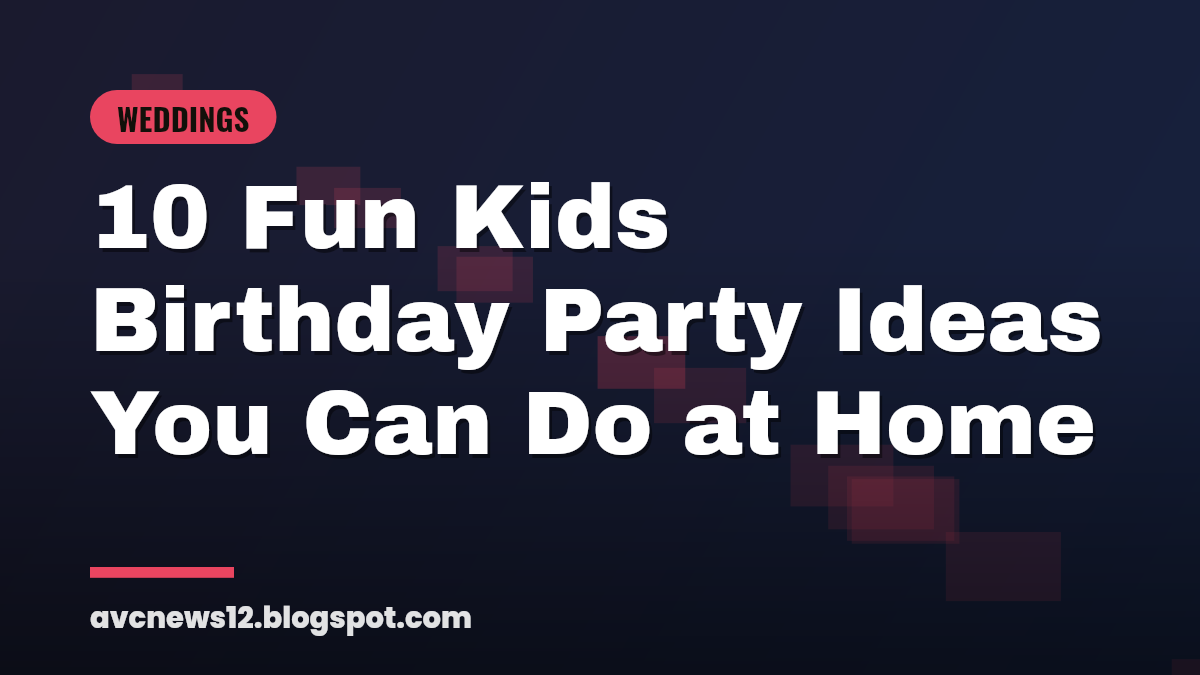 WEDDINGS
10 Fun Kids
Birthday Party Ideas
You Can Do at Home
avcnews12.blogspot.com